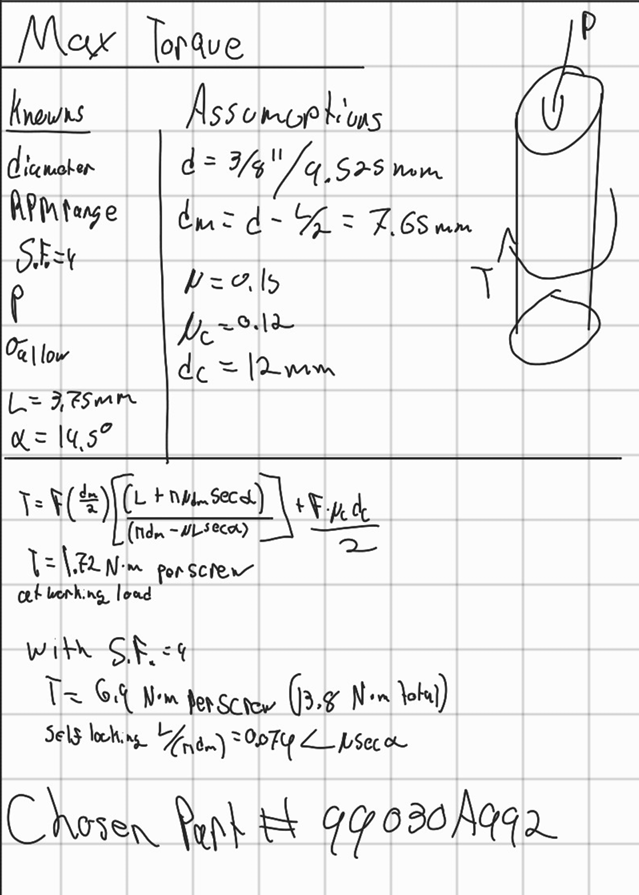 Max Torque
P
Knowns
diameter
RPM range
S.F.=4
P
σallow
L = 3.75mm
α = 14.5°
Assumptions
d = 3/8" / 9.525 mm
dm = d - L/2 = 7.65 mm
μ = 0.15
μc = 0.12
dc = 12 mm
T
T = F(dm/2)[(L + πμdm secα)/(πdm - μLsecα)] + F·μc dc/2
T = 1.72 N·m per screw
at working load
with S.F. = 4
T = 6.9 N·m per screw (13.8 N·m total)
self locking L/(πdm) = 0.074 < μsecα
Chosen Part # 99030A992